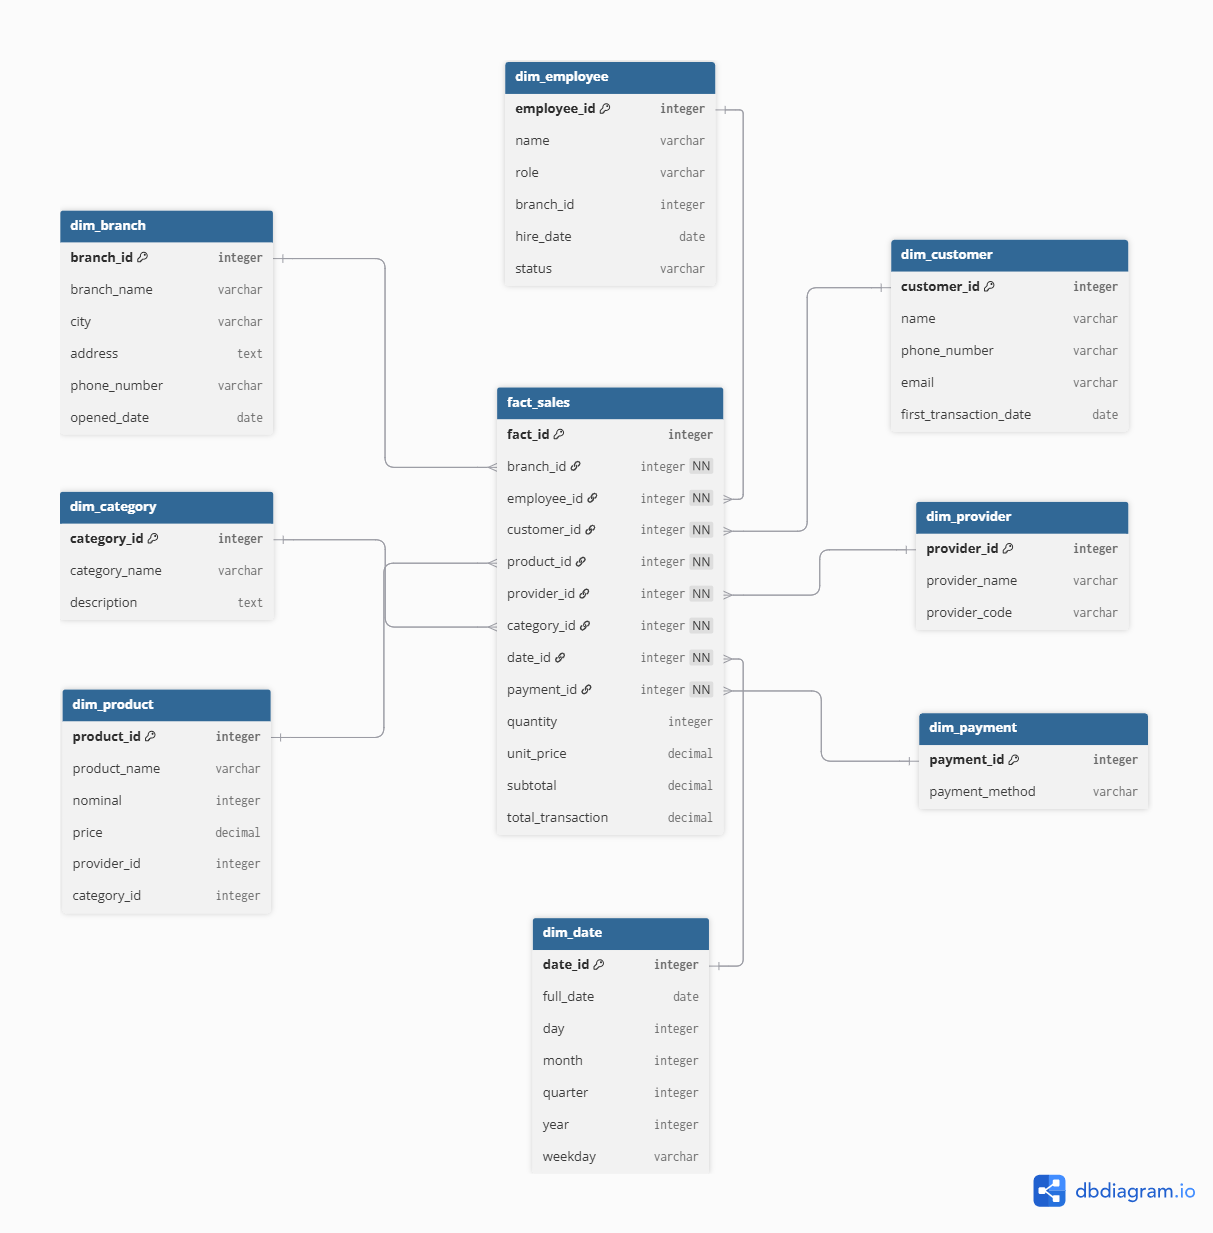 dim_employee
employee_id integer
name varchar
role varchar
branch_id integer
hire_date date
status varchar
dim_branch
branch_id integer
branch_name varchar
city varchar
address text
phone_number varchar
opened_date date
dim_customer
customer_id integer
name varchar
phone_number varchar
email varchar
first_transaction_date date
fact_sales
fact_id integer
branch_id integer NN
employee_id integer NN
customer_id integer NN
product_id integer NN
provider_id integer NN
category_id integer NN
date_id integer NN
payment_id integer NN
quantity integer
unit_price decimal
subtotal decimal
total_transaction decimal
dim_category
category_id integer
category_name varchar
description text
dim_provider
provider_id integer
provider_name varchar
provider_code varchar
dim_product
product_id integer
product_name varchar
nominal integer
price decimal
provider_id integer
category_id integer
dim_payment
payment_id integer
payment_method varchar
dim_date
date_id integer
full_date date
day integer
month integer
quarter integer
year integer
weekday varchar
dbdiagram.io